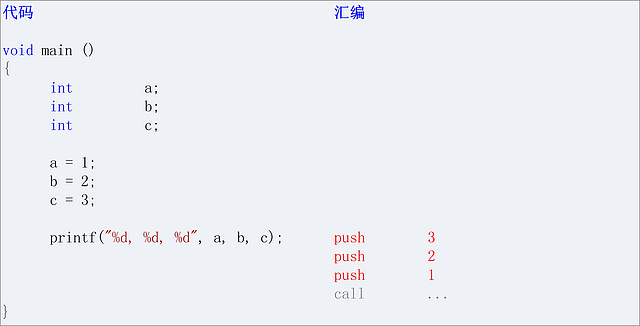 代码 汇编
void main ()
{
int a;
int b;
int c;
a = 1;
b = 2;
c = 3;
printf("%d, %d, %d", a, b, c); push 3
push 2
push 1
call ...
}